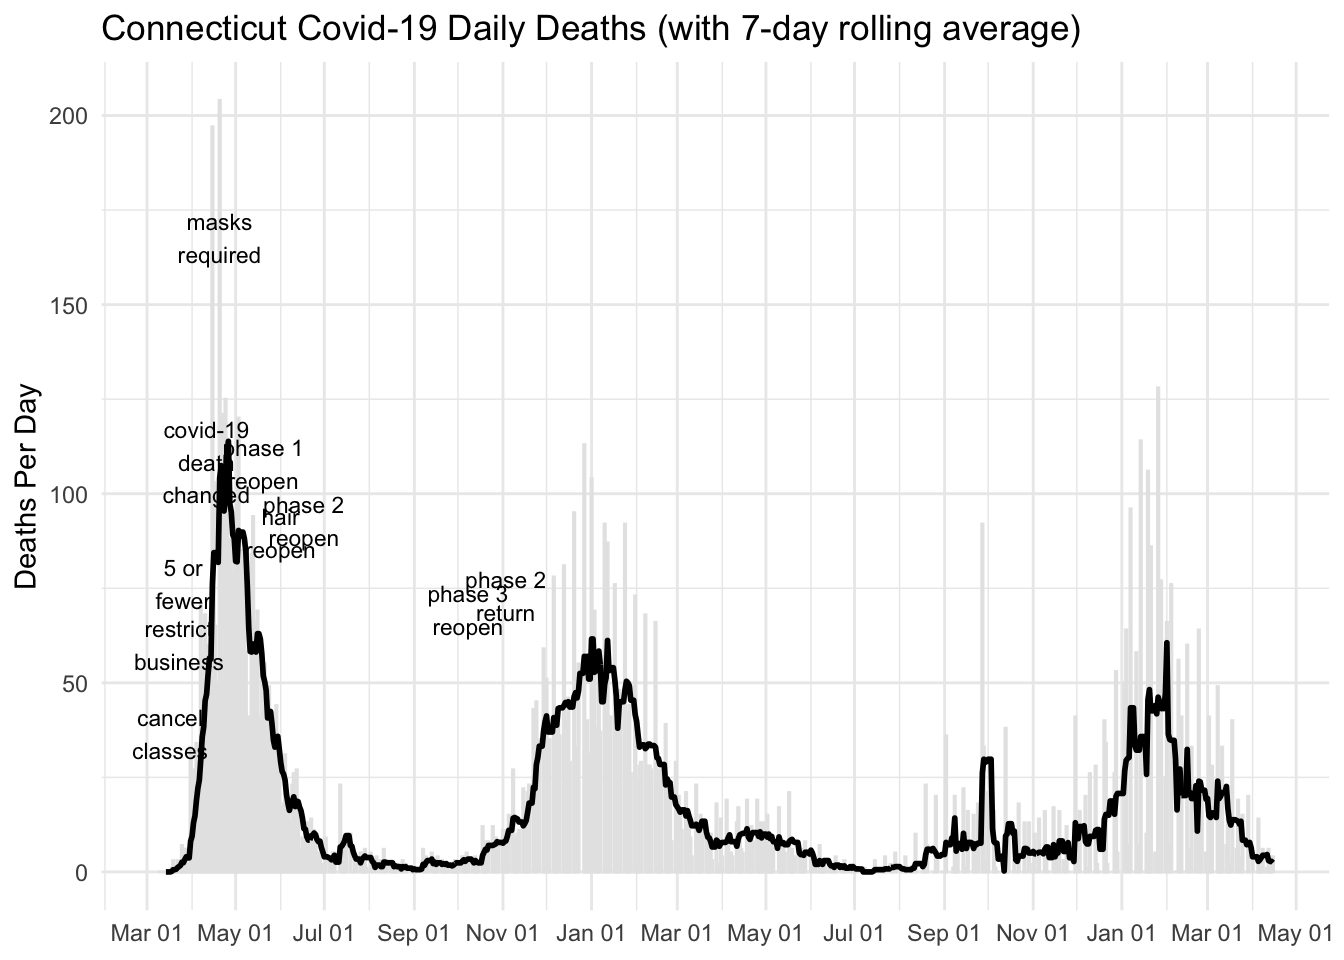 Connecticut Covid-19 Daily Deaths (with 7-day rolling average)
Deaths Per Day
200
150
100
50
0
masks
required
covid-19
death
changed
phase 1
reopen
phase 2
reopen
hair
reopen
5 or
fewer
restrict
business
cancel
classes
phase 2
return
phase 3
reopen
Mar 01 May 01 Jul 01 Sep 01 Nov 01 Jan 01 Mar 01 May 01 Jul 01 Sep 01 Nov 01 Jan 01 Mar 01 May 01